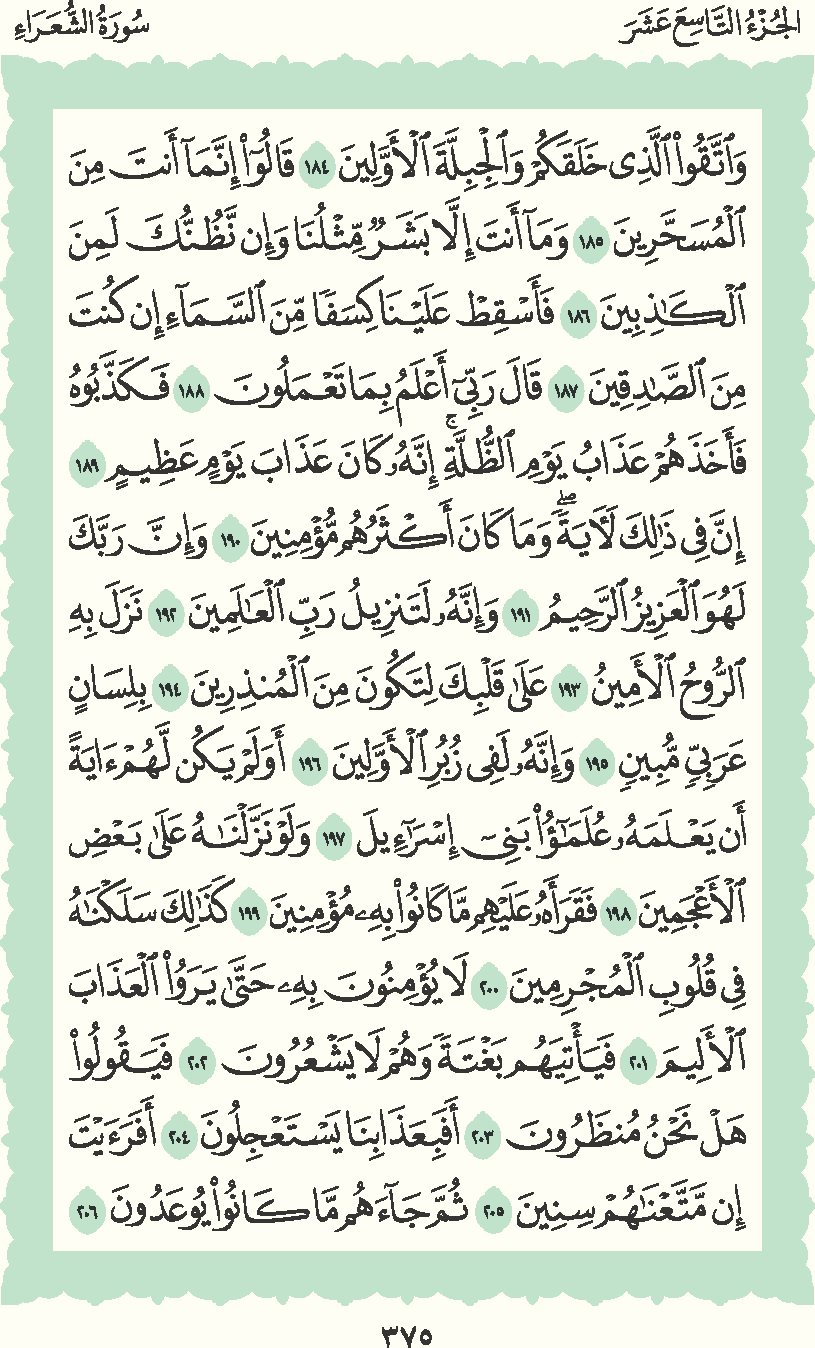 الجُزْءُ التَّاسِعَ عَشَرَ
سُورَةُ الشُّعَرَاءِ
وَٱتَّقُوا۟ ٱلَّذِى خَلَقَكُمْ وَٱلْجِبِلَّةَ ٱلْأَوَّلِينَ ١٨٤ قَالُوٓا۟ إِنَّمَآ أَنتَ مِنَ
ٱلْمُسَحَّرِينَ ١٨٥ وَمَآ أَنتَ إِلَّا بَشَرٌ مِّثْلُنَا وَإِن نَّظُنُّكَ لَمِنَ
ٱلْكَـٰذِبِينَ ١٨٦ فَأَسْقِطْ عَلَيْنَا كِسَفًا مِّنَ ٱلسَّمَآءِ إِن كُنتَ
مِنَ ٱلصَّـٰدِقِينَ ١٨٧ قَالَ رَبِّىٓ أَعْلَمُ بِمَا تَعْمَلُونَ ١٨٨ فَكَذَّبُوهُ
فَأَخَذَهُمْ عَذَابُ يَوْمِ ٱلظُّلَّةِ ۚ إِنَّهُۥ كَانَ عَذَابَ يَوْمٍ عَظِيمٍ ١٨٩
إِنَّ فِى ذَٰلِكَ لَـَٔايَةً ۖ وَمَا كَانَ أَكْثَرُهُم مُّؤْمِنِينَ ١٩٠ وَإِنَّ رَبَّكَ
لَهُوَ ٱلْعَزِيزُ ٱلرَّحِيمُ ١٩١ وَإِنَّهُۥ لَتَنزِيلُ رَبِّ ٱلْعَـٰلَمِينَ ١٩٢ نَزَلَ بِهِ
ٱلرُّوحُ ٱلْأَمِينُ ١٩٣ عَلَىٰ قَلْبِكَ لِتَكُونَ مِنَ ٱلْمُنذِرِينَ ١٩٤ بِلِسَانٍ
عَرَبِىٍّ مُّبِينٍ ١٩٥ وَإِنَّهُۥ لَفِى زُبُرِ ٱلْأَوَّلِينَ ١٩٦ أَوَلَمْ يَكُن لَّهُمْ ءَايَةً
أَن يَعْلَمَهُۥ عُلَمَـٰٓؤُا۟ بَنِىٓ إِسْرَـٰٓءِيلَ ١٩٧ وَلَوْ نَزَّلْنَـٰهُ عَلَىٰ بَعْضِ
ٱلْأَعْجَمِينَ ١٩٨ فَقَرَأَهُۥ عَلَيْهِم مَّا كَانُوا۟ بِهِۦ مُؤْمِنِينَ ١٩٩ كَذَٰلِكَ سَلَكْنَـٰهُ
فِى قُلُوبِ ٱلْمُجْرِمِينَ ٢٠٠ لَا يُؤْمِنُونَ بِهِۦ حَتَّىٰ يَرَوُا۟ ٱلْعَذَابَ
ٱلْأَلِيمَ ٢٠١ فَيَأْتِيَهُم بَغْتَةً وَهُمْ لَا يَشْعُرُونَ ٢٠٢ فَيَقُولُوا۟
هَلْ نَحْنُ مُنظَرُونَ ٢٠٣ أَفَبِعَذَابِنَا يَسْتَعْجِلُونَ ٢٠٤ أَفَرَءَيْتَ
إِن مَّتَّعْنَـٰهُمْ سِنِينَ ٢٠٥ ثُمَّ جَآءَهُم مَّا كَانُوا۟ يُوعَدُونَ ٢٠٦
٣٧٥